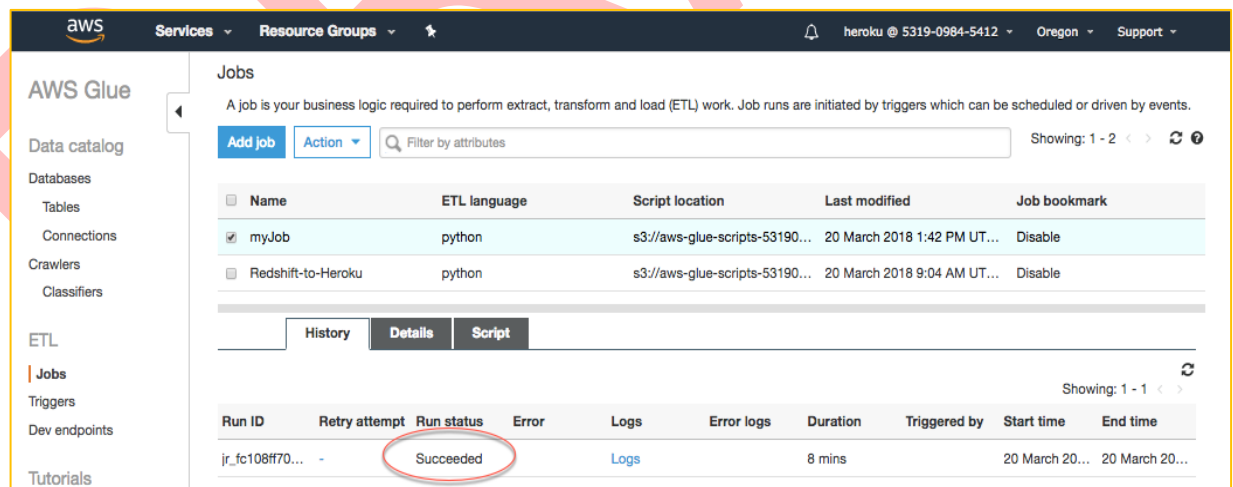 aws Services Resource Groups heroku @ 5319-0984-5412 Oregon Support
AWS Glue
Data catalog
Databases
Tables
Connections
Crawlers
Classifiers
ETL
Jobs
Triggers
Dev endpoints
Tutorials
Jobs
A job is your business logic required to perform extract, transform and load (ETL) work. Job runs are initiated by triggers which can be scheduled or driven by events.
Add job Action Filter by attributes Showing: 1 - 2
Name ETL language Script location Last modified Job bookmark
myJob python s3://aws-glue-scripts-53190... 20 March 2018 1:42 PM UT... Disable
Redshift-to-Heroku python s3://aws-glue-scripts-53190... 20 March 2018 9:04 AM UT... Disable
History Details Script
Showing: 1 - 1
Run ID Retry attempt Run status Error Logs Error logs Duration Triggered by Start time End time
jr_fc108ff70... - Succeeded Logs 8 mins 20 March 20... 20 March 20...